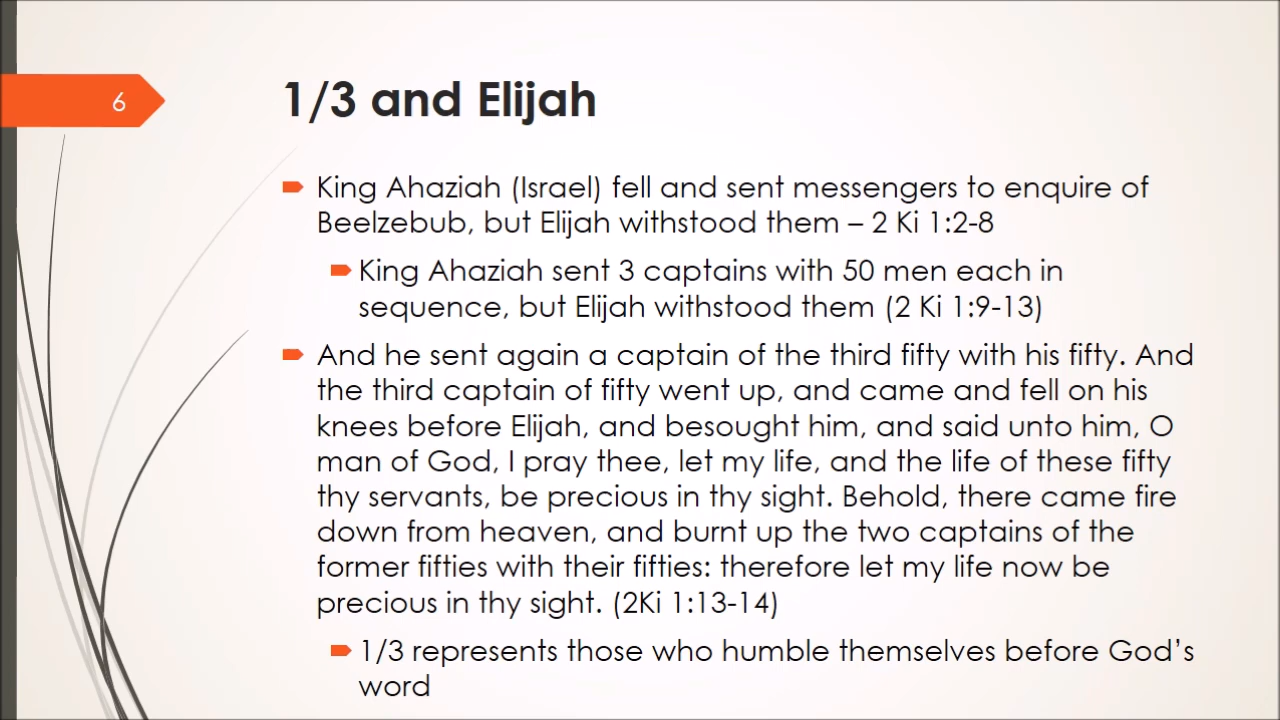 6
1/3 and Elijah
King Ahaziah (Israel) fell and sent messengers to enquire of
Beelzebub, but Elijah withstood them – 2 Ki 1:2-8
King Ahaziah sent 3 captains with 50 men each in
sequence, but Elijah withstood them (2 Ki 1:9-13)
And he sent again a captain of the third fifty with his fifty. And
the third captain of fifty went up, and came and fell on his
knees before Elijah, and besought him, and said unto him, O
man of God, I pray thee, let my life, and the life of these fifty
thy servants, be precious in thy sight. Behold, there came fire
down from heaven, and burnt up the two captains of the
former fifties with their fifties: therefore let my life now be
precious in thy sight. (2Ki 1:13-14)
1/3 represents those who humble themselves before God’s
word